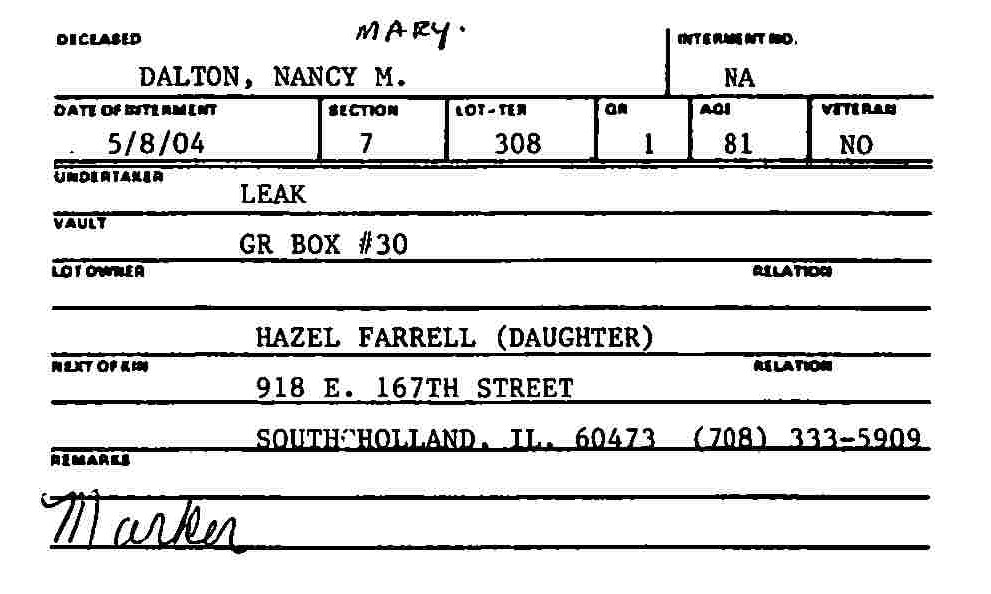 MARY.
DECEASED INTERMENT NO.
DALTON, NANCY M. NA
DATE OF INTERMENT SECTION LOT-TER GR AGE VETERAN
5/8/04 7 308 1 81 NO
UNDERTAKER
LEAK
VAULT
GR BOX #30
LOT OWNER RELATION
HAZEL FARRELL (DAUGHTER)
NEXT OF KIN RELATION
918 E. 167TH STREET
SOUTH HOLLAND, IL. 60473 (708) 333-5909
REMARKS
Marker